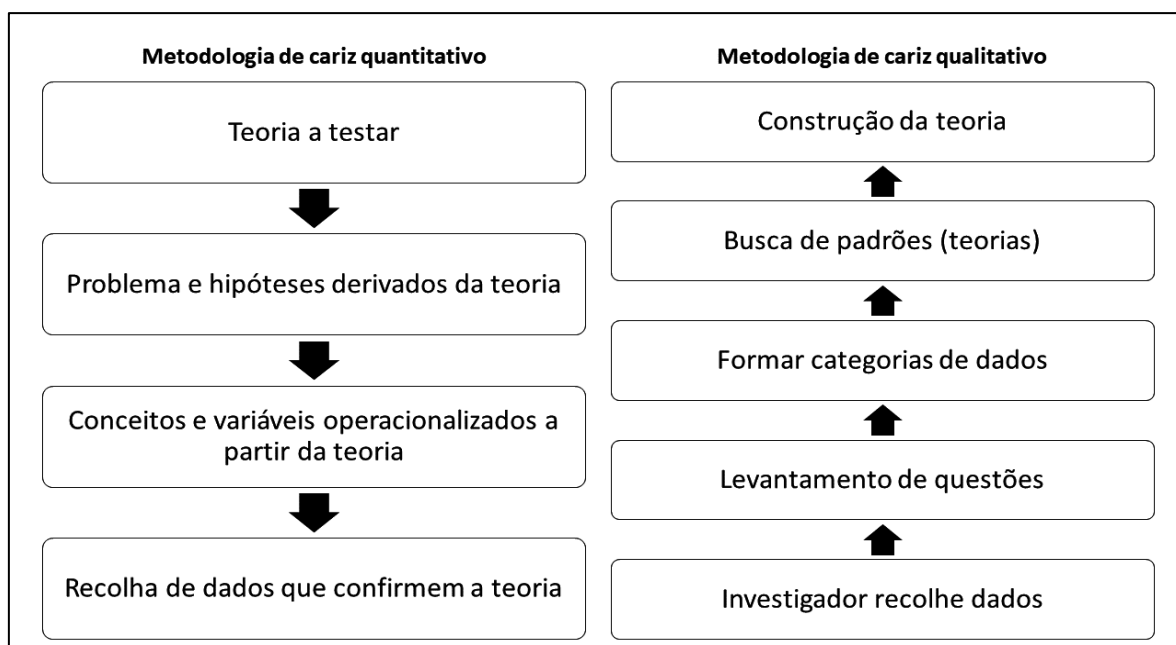 Metodologia de cariz quantitativo
Teoria a testar
Problema e hipóteses derivados da teoria
Conceitos e variáveis operacionalizados a
partir da teoria
Recolha de dados que confirmem a teoria
Metodologia de cariz qualitativo
Construção da teoria
Busca de padrões (teorias)
Formar categorias de dados
Levantamento de questões
Investigador recolhe dados